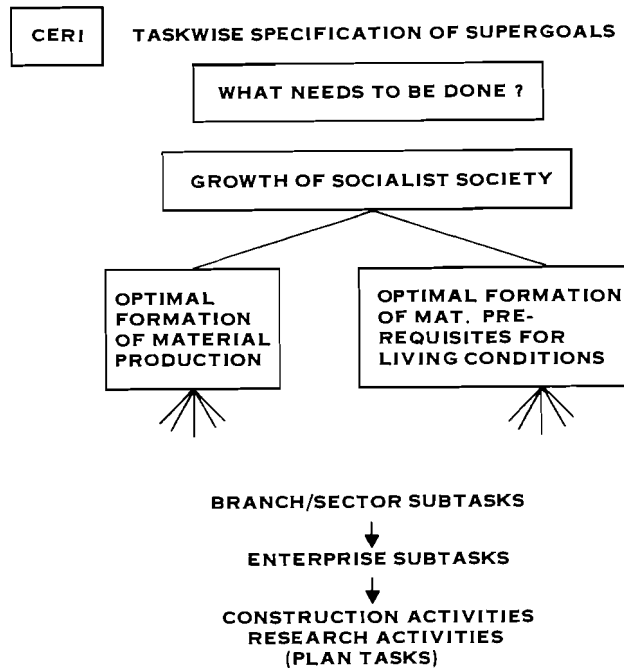 CERI
TASKWISE SPECIFICATION OF SUPERGOALS
WHAT NEEDS TO BE DONE ?
GROWTH OF SOCIALIST SOCIETY
OPTIMAL
FORMATION
OF MATERIAL
PRODUCTION
OPTIMAL FORMATION
OF MAT. PRE-
REQUISITES FOR
LIVING CONDITIONS
BRANCH/SECTOR SUBTASKS
ENTERPRISE SUBTASKS
CONSTRUCTION ACTIVITIES
RESEARCH ACTIVITIES
(PLAN TASKS)